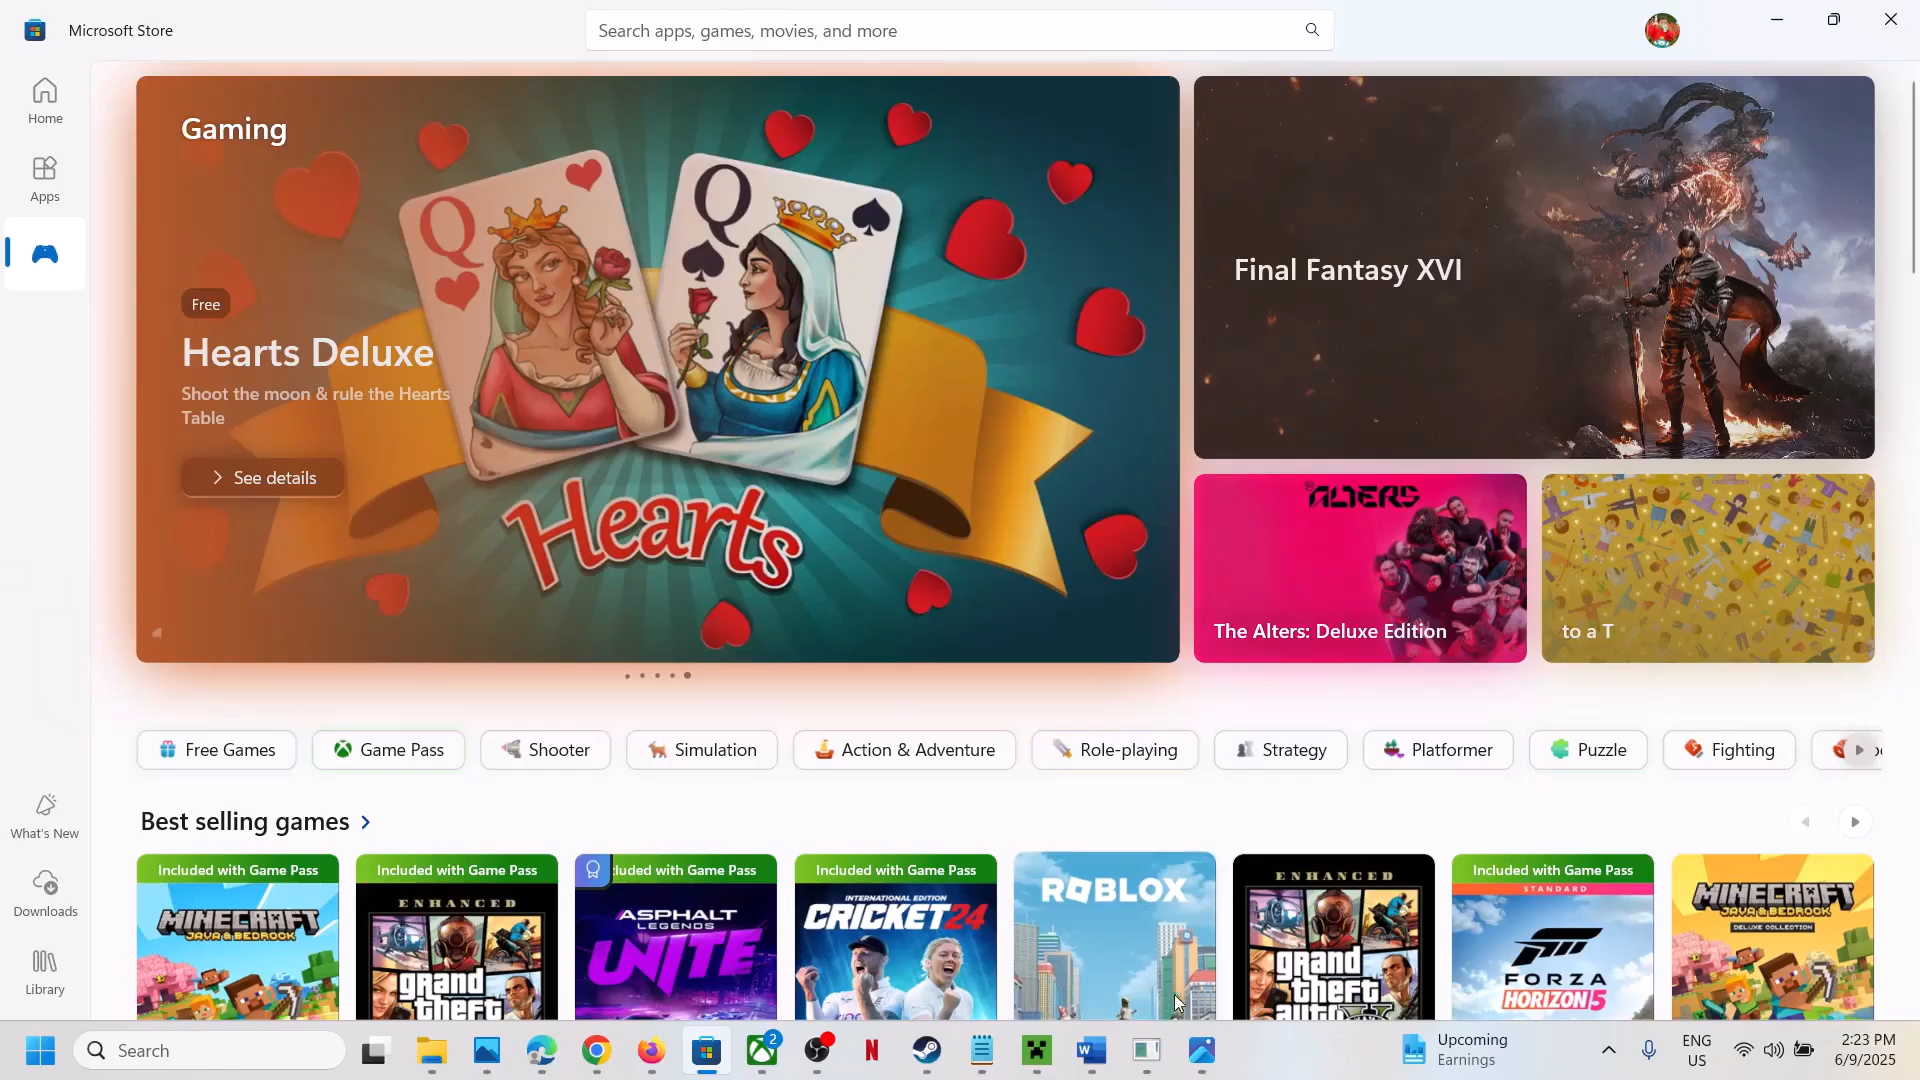 Microsoft Store
Search apps, games, movies, and more
Home
Apps
What's New
Downloads
Library
Gaming
Free
Hearts Deluxe
Shoot the moon & rule the Hearts
Table
See details
Q
Q
Hearts
Final Fantasy XVI
ALTERS
The Alters: Deluxe Edition
to a T
Free Games
Game Pass
Shooter
Simulation
Action & Adventure
Role-playing
Strategy
Platformer
Puzzle
Fighting
Best selling games
Included with Game Pass
MINECRAFT
JAVA & BEDROCK
Included with Game Pass
ENHANCED
grand
theft
cluded with Game Pass
ASPHALT
LEGENDS
UNITE
Included with Game Pass
INTERNATIONAL EDITION
CRICKET 24
ROBLOX
ENHANCED
grand
theft
Included with Game Pass
STANDARD
FORZA
HORIZON 5
MINECRAFT
JAVA & BEDROCK
DELUXE COLLECTION
Search
2
Upcoming
Earnings
ENG
US
2:23 PM
6/9/2025